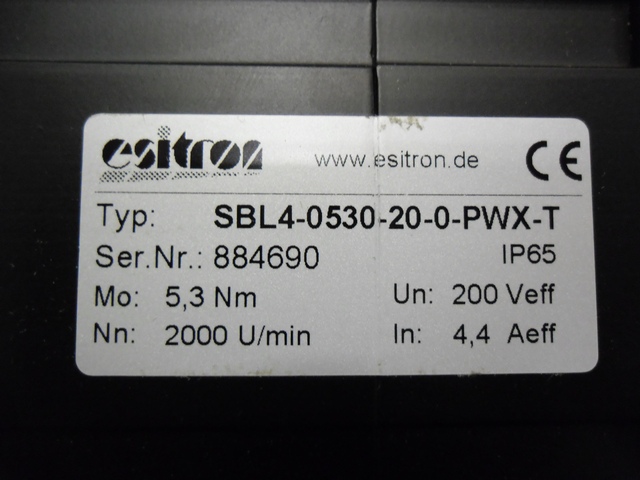 esitron www.esitron.de CE
Typ: SBL4-0530-20-0-PWX-T
Ser.Nr.: 884690 IP65
Mo: 5,3 Nm Un: 200 Veff
Nn: 2000 U/min In: 4,4 Aeff